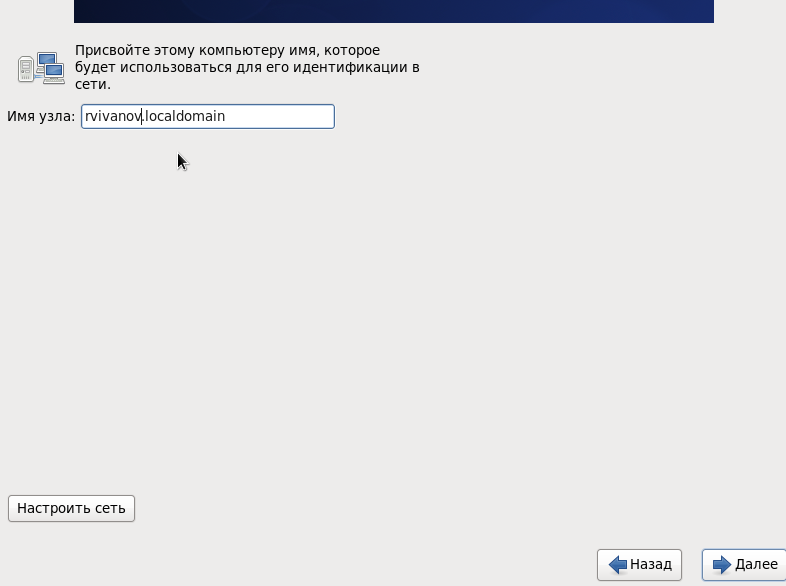 Присвойте этому компьютеру имя, которое
будет использоваться для его идентификации в
сети.
Имя узла: rvivanov.localdomain
Настроить сеть
Назад
Далее